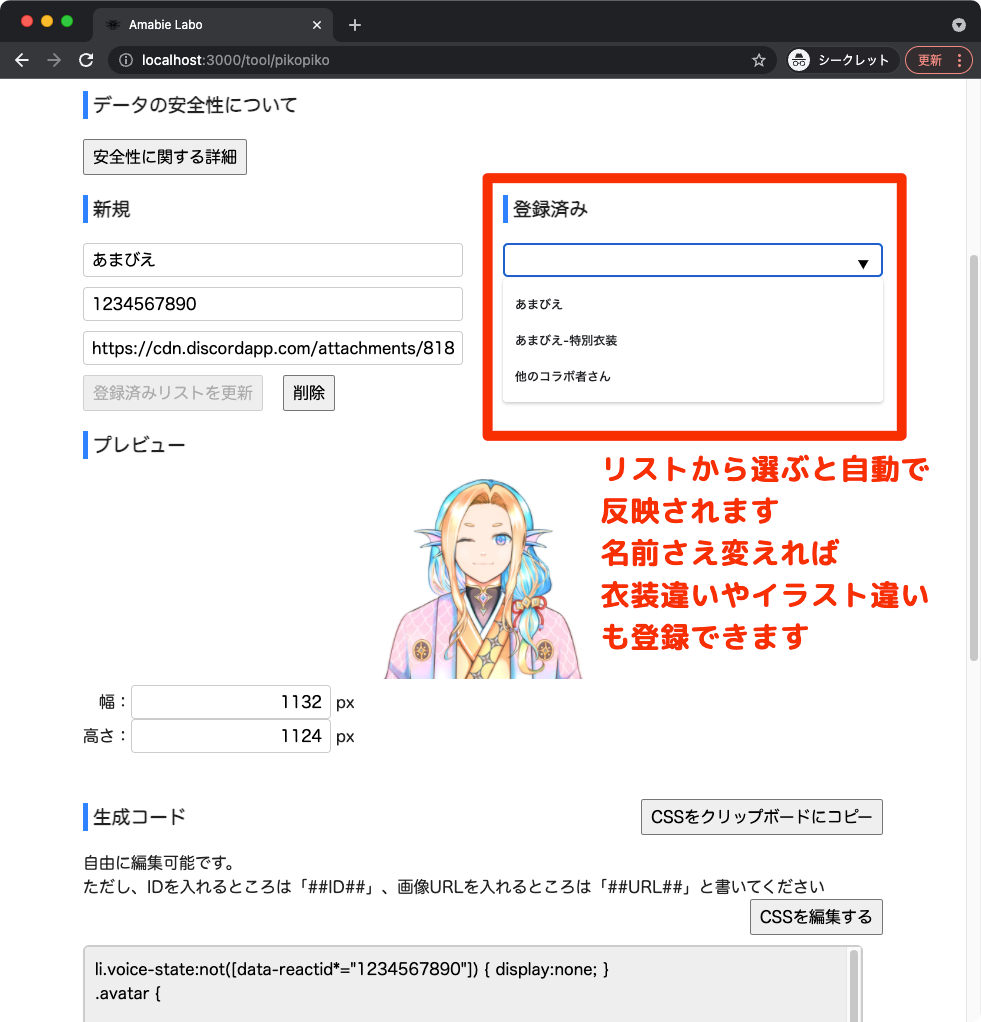 Amabie Labo
localhost:3000/tool/pikopiko
シークレット
更新
データの安全性について
安全性に関する詳細
新規
あまびえ
1234567890
https://cdn.discordapp.com/attachments/818
登録済みリストを更新
削除
登録済み
あまびえ
あまびえ-特別衣装
他のコラボ者さん
リストから選ぶと自動で
反映されます
名前さえ変えれば
衣装違いやイラスト違い
も登録できます
プレビュー
幅： 1132 px
高さ： 1124 px
生成コード
CSSをクリップボードにコピー
自由に編集可能です。
ただし、IDを入れるところは「##ID##」、画像URLを入れるところは「##URL##」と書いてください
CSSを編集する
li.voice-state:not([data-reactid*="1234567890"]) { display:none; }
.avatar {